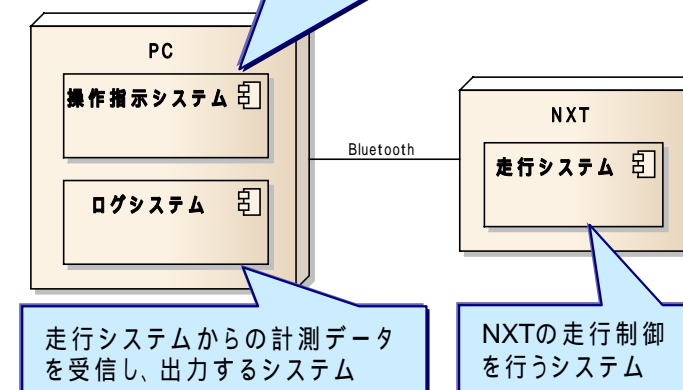 PC
操作指示システム
ログシステム
Bluetooth
NXT
走行システム
走行システムからの計測データ
を受信し、出力するシステム
NXTの走行制御
を行うシステム